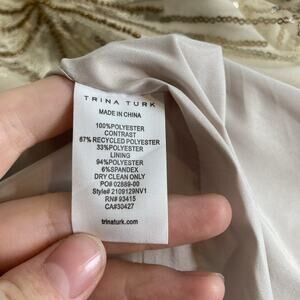 TRINA TURK
MADE IN CHINA
100%POLYESTER
CONTRAST
67%RECYCLED POLYESTER
33%POLYESTER
LINING
94%POLYESTER
6%SPANDEX
DRY CLEAN ONLY
PO# 02889-00
Style# 2109129NV1
RN# 93415
CA#30427
trinaturk.com